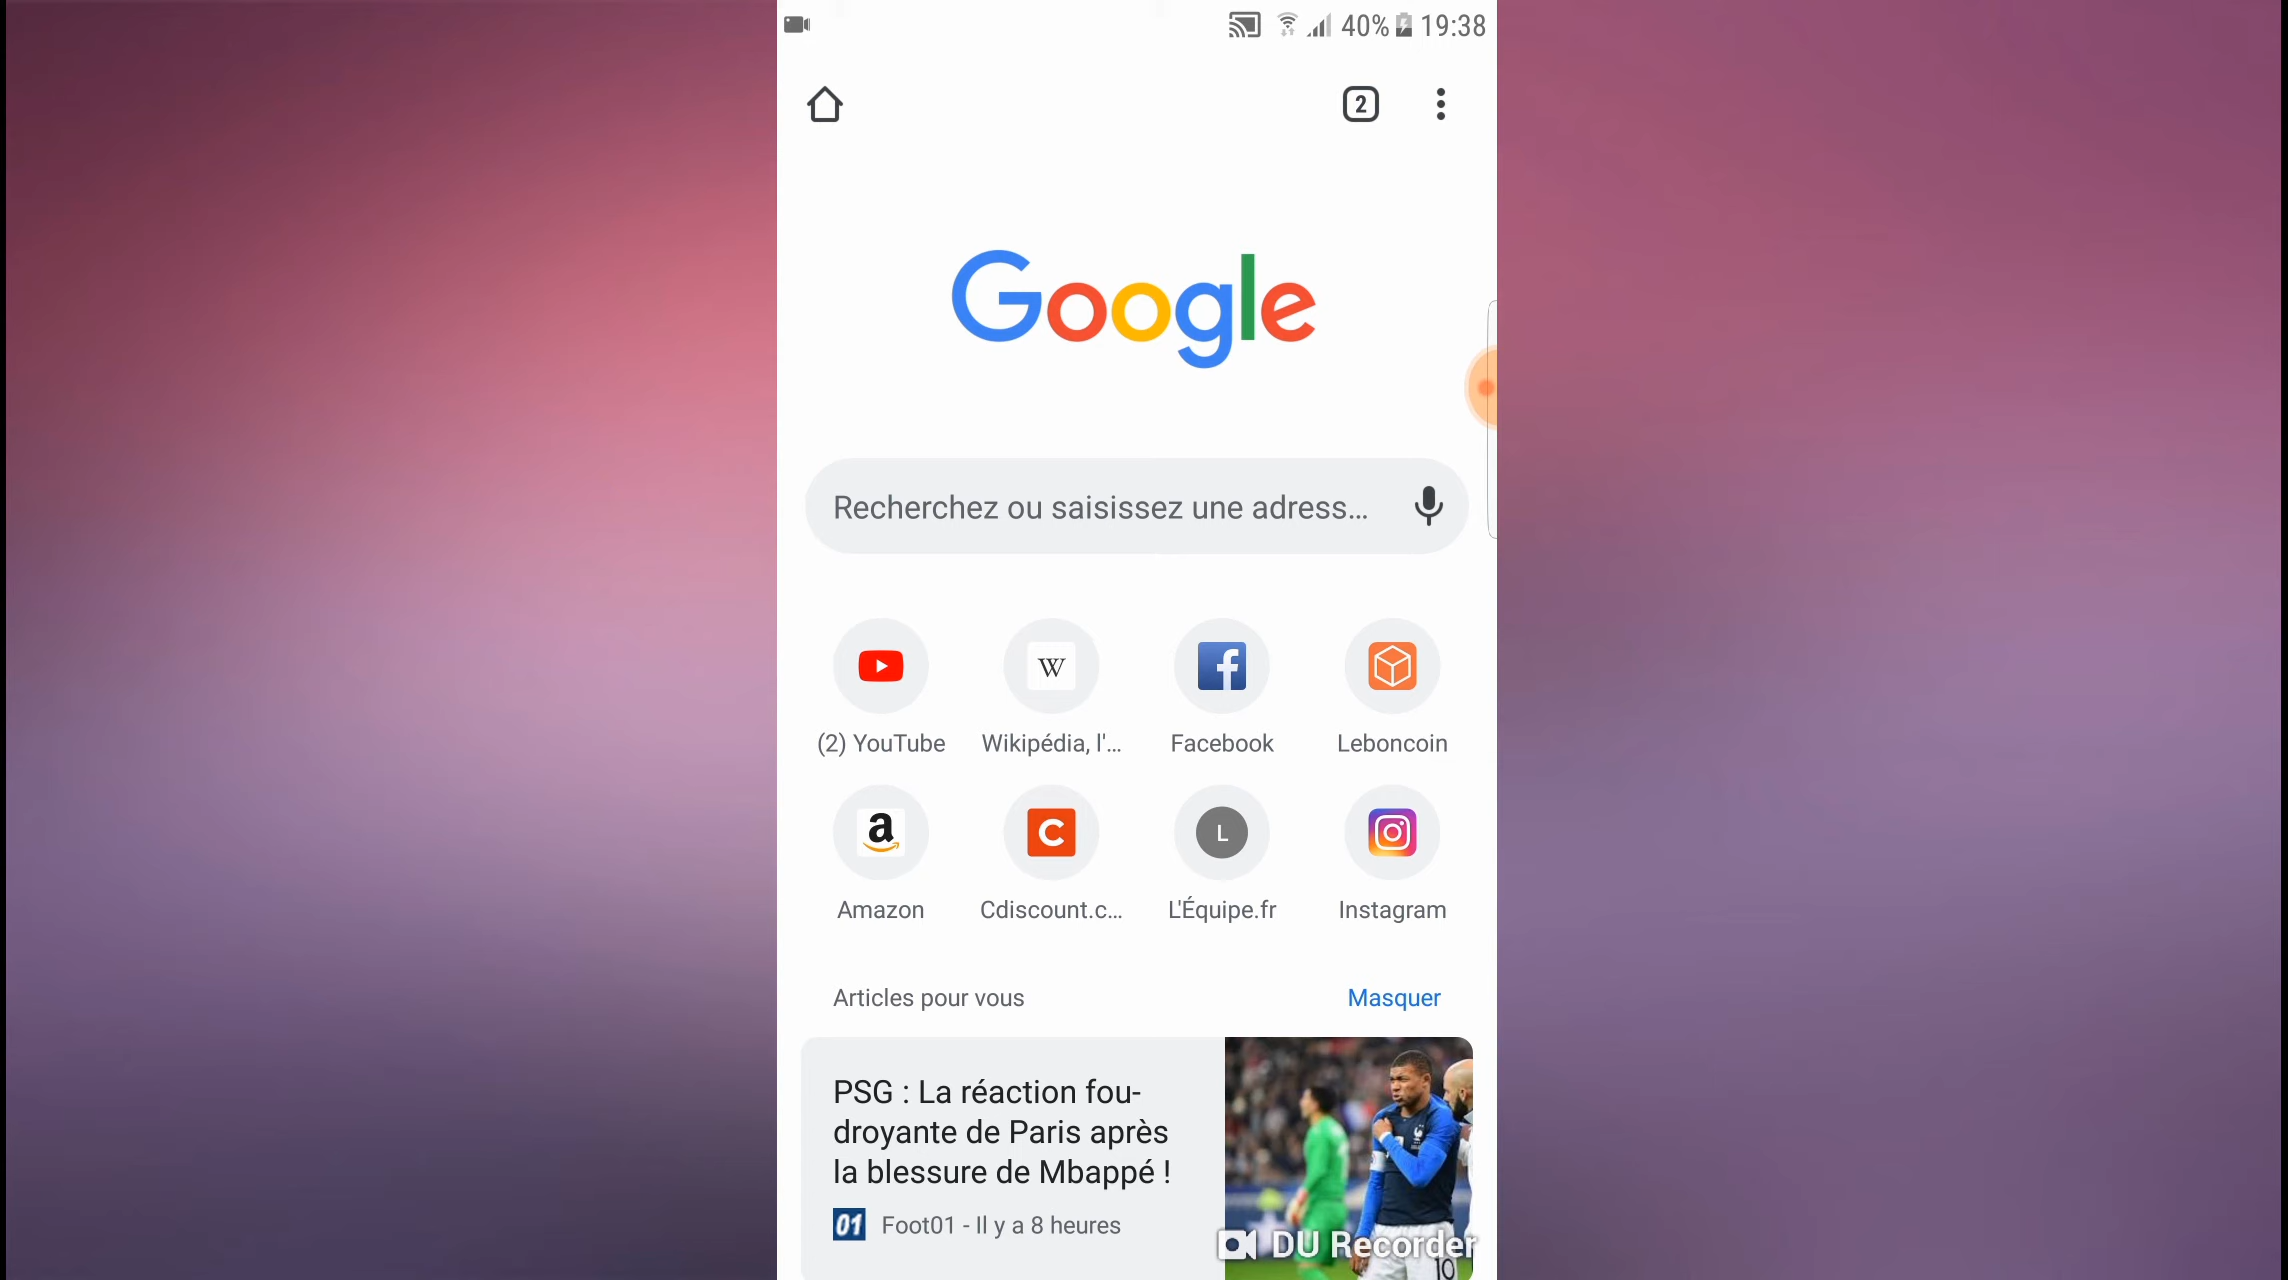 40% 19:38
2
Google
Recherchez ou saisissez une adress...
W
(2) YouTube Wikipédia, l'... Facebook Leboncoin
a C L
Amazon Cdiscount.c... L'Équipe.fr Instagram
Articles pour vous Masquer
PSG : La réaction fou-
droyante de Paris après
la blessure de Mbappé !
01 Foot01 - Il y a 8 heures
DU Recorder
10